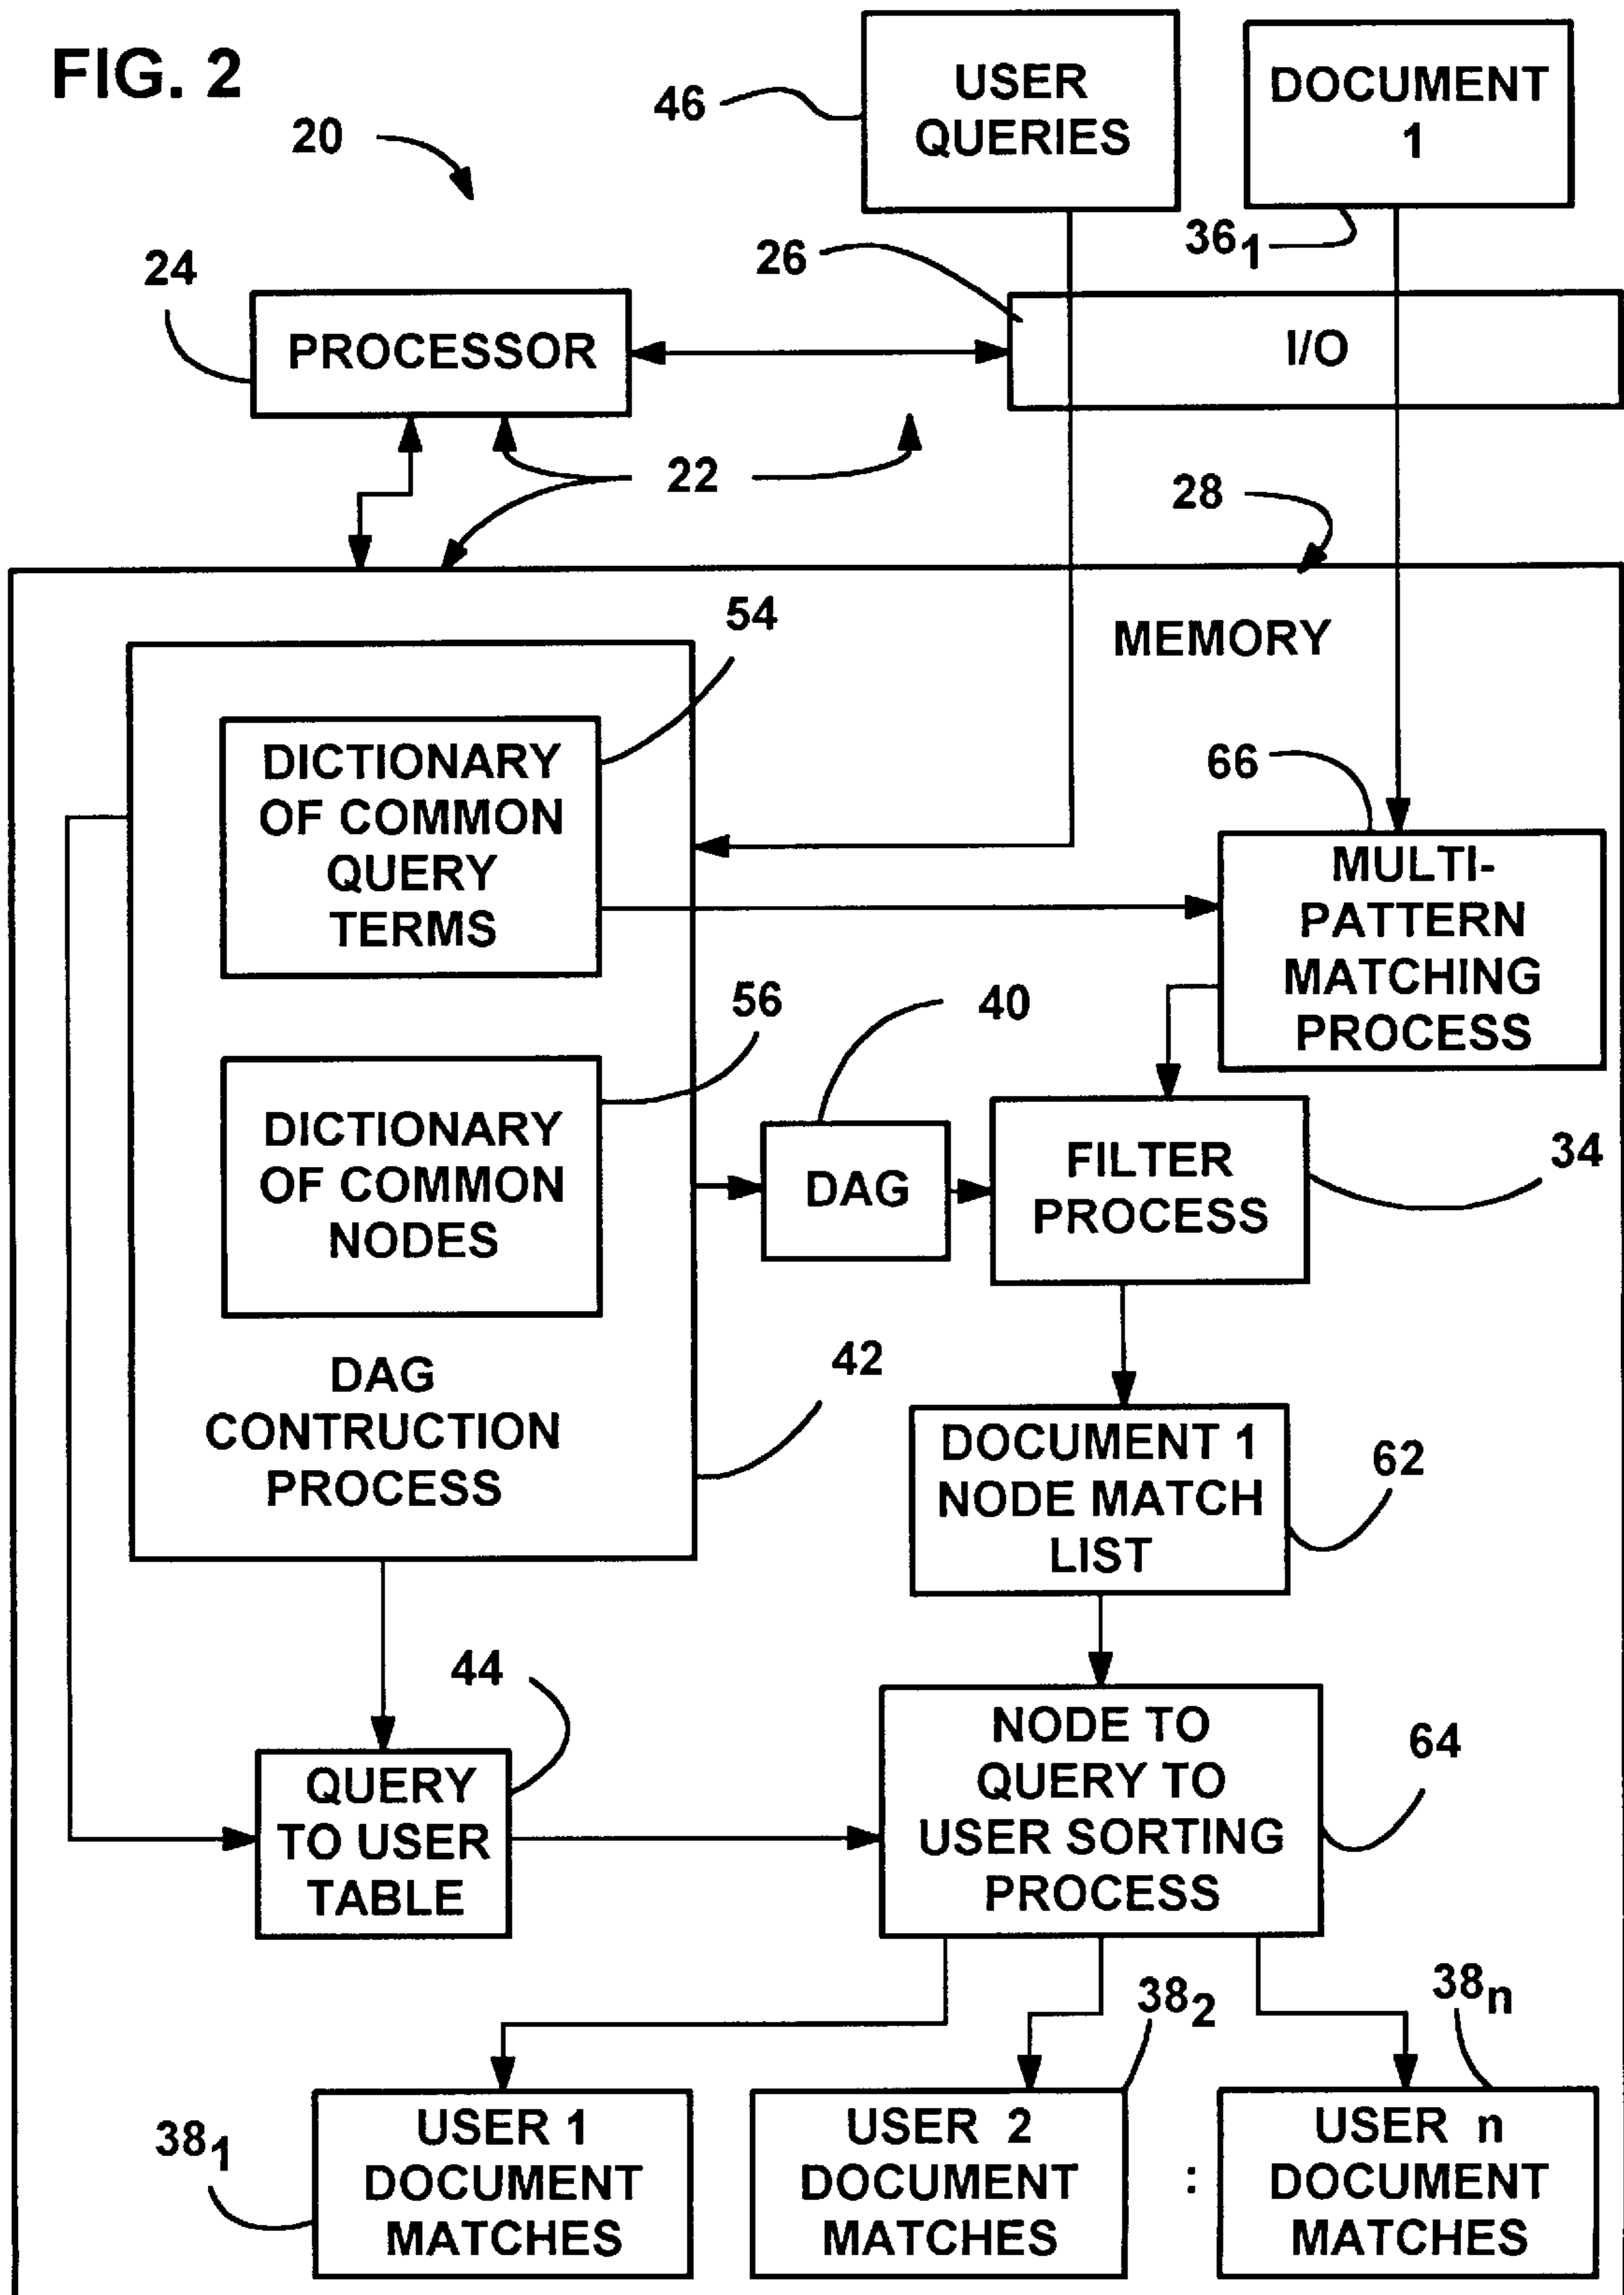 FIG. 2
20
46
USER
QUERIES
DOCUMENT
1
36₁
24
26
PROCESSOR
I/O
22
28
MEMORY
54
DICTIONARY
OF COMMON
QUERY
TERMS
66
MULTI-
PATTERN
MATCHING
PROCESS
56
40
DICTIONARY
OF COMMON
NODES
DAG
FILTER
PROCESS
34
DAG
CONTRUCTION
PROCESS
42
DOCUMENT 1
NODE MATCH
LIST
62
44
QUERY
TO USER
TABLE
NODE TO
QUERY TO
USER SORTING
PROCESS
64
38₁
USER 1
DOCUMENT
MATCHES
38₂
USER 2
DOCUMENT
MATCHES
:
38ₙ
USER n
DOCUMENT
MATCHES